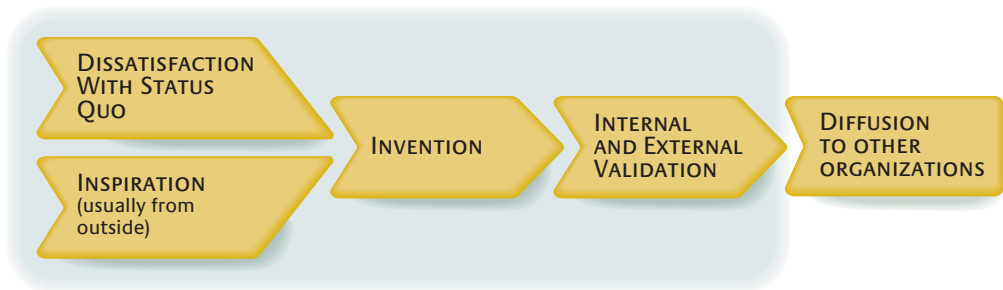 DISSATISFACTION
WITH STATUS
QUO
INSPIRATION
(usually from
outside)
INVENTION
INTERNAL
AND EXTERNAL
VALIDATION
DIFFUSION
TO OTHER
ORGANIZATIONS